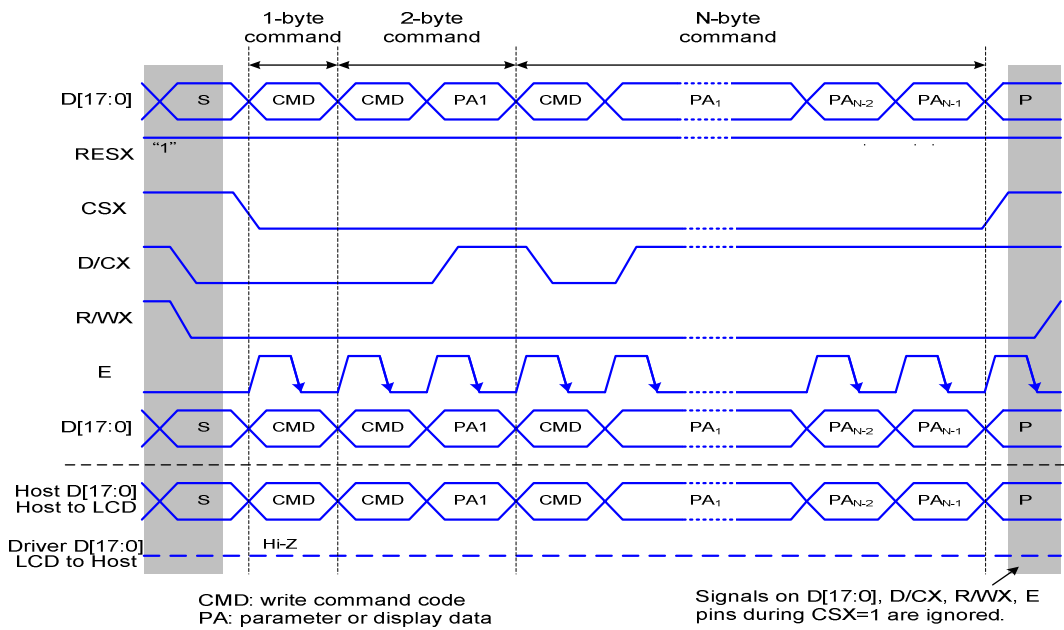 1-byte command
2-byte command
N-byte command
D[17:0] S CMD CMD PA1 CMD PA1 PAN-2 PAN-1 P
RESX "1"
CSX
D/CX
R/WX
E
D[17:0] S CMD CMD PA1 CMD PA1 PAN-2 PAN-1 P
Host D[17:0]
Host to LCD
S CMD CMD PA1 CMD PA1 PAN-2 PAN-1 P
Driver D[17:0]
LCD to Host
Hi-Z
CMD: write command code
PA: parameter or display data
Signals on D[17:0], D/CX, R/WX, E
pins during CSX=1 are ignored.